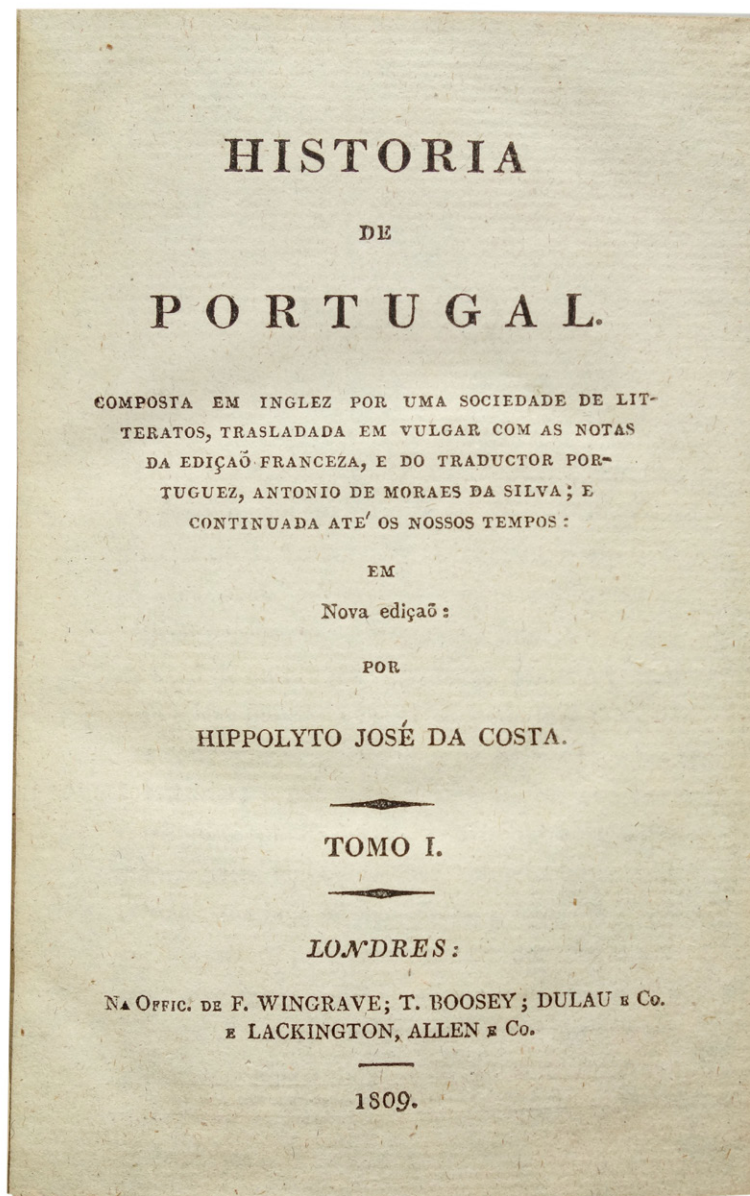 HISTORIA
DE
PORTUGAL.
COMPOSTA EM INGLEZ POR UMA SOCIEDADE DE LIT-
TERATOS, TRASLADADA EM VULGAR COM AS NOTAS
DA EDIÇAÕ FRANCEZA, E DO TRADUCTOR POR-
TUGUEZ, ANTONIO DE MORAES DA SILVA; E
CONTINUADA ATE' OS NOSSOS TEMPOS:
EM
Nova ediçaõ:
POR
HIPPOLYTO JOSÉ DA COSTA.
TOMO I.
LONDRES:
NA OFFIC. DE F. WINGRAVE; T. BOOSEY; DULAU E Co.
E LACKINGTON, ALLEN E Co.
1809.